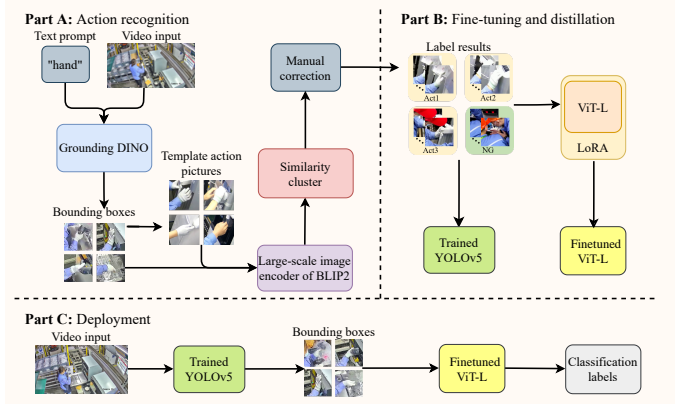 Part A: Action recognition
Text prompt
Video input
"hand"
Grounding DINO
Bounding boxes
Template action
pictures
Manual
correction
Similarity
cluster
Large-scale image
encoder of BLIP2
Part B: Fine-tuning and distillation
Label results
Act1
Act2
Act3
NG
ViT-L
LoRA
Trained
YOLOv5
Finetuned
ViT-L
Part C: Deployment
Video input
Trained
YOLOv5
Bounding boxes
Finetuned
ViT-L
Classification
labels